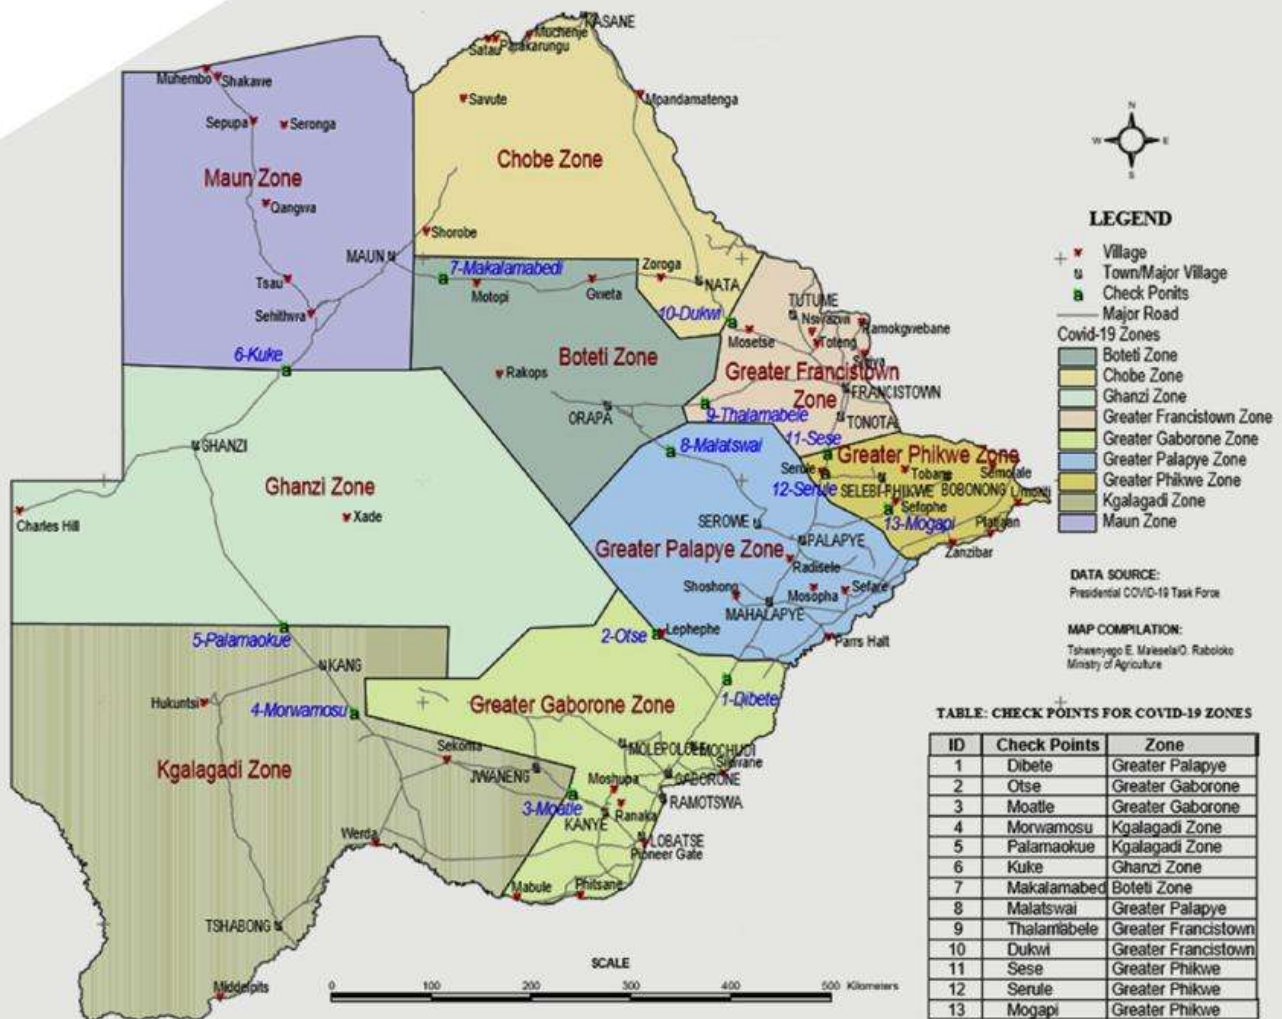 KASANE
Muchenje
Satau Parakarungu
Muhembo Shakawe
Savute
Mpandamatenga
Sepupa Seronga
Chobe Zone
Maun Zone
Qangwa
Shorobe
MAUN
7-Makalamabedi
Zoroga
Tsau
Motopi
Gweta
NATA
TUTUME
Sehithwa
10-Dukwi
Nswazwi
Ramokgwebane
Mosetse
Toteng
6-Kuke
Boteti Zone
Rakops
Greater Francistown
Zone
FRANCISTOWN
ORAPA
9-Thalamabele
TONOTA
GHANZI
8-Malatswai
11-Sese
Greater Phikwe Zone
Serule
Tobane
Semolale
Ghanzi Zone
12-Serule
SELEBI-PHIKWE
BOBONONG
Charles Hill
Xade
Sefophe
SEROWE
13-Mogapi
Platjaan
PALAPYE
Greater Palapye Zone
Zanzibar
Radisele
Shoshong
Mosopha
Sefare
MAHALAPYE
5-Palamaokue
2-Otse
Lephephe
Parrs Halt
KANG
Hukuntsi
4-Morwamosu
Greater Gaborone Zone
1-Dibete
Kgalagadi Zone
Sekoma
MOLEPOLOLE
MOCHUDI
JWANENG
Moshupa
GABORONE
Sikwane
3-Moatle
Ranaka
RAMOTSWA
KANYE
Werda
LOBATSE
Pioneer Gate
Mabule
Phitsane
TSHABONG
Middelpits
N
W E
S
LEGEND
Village
Town/Major Village
Check Ponits
Major Road
Covid-19 Zones
Boteti Zone
Chobe Zone
Ghanzi Zone
Greater Francistown Zone
Greater Gaborone Zone
Greater Palapye Zone
Greater Phikwe Zone
Kgalagadi Zone
Maun Zone
DATA SOURCE:
Presidential COVID-19 Task Force
MAP COMPILATION:
Tshwenyego E. Malesela/O. Raboloko
Ministry of Agriculture
SCALE
0 100 200 300 400 500 Kilometers
TABLE: CHECK POINTS FOR COVID-19 ZONES
ID Check Points Zone
1 Dibete Greater Palapye
2 Otse Greater Gaborone
3 Moatle Greater Gaborone
4 Morwamosu Kgalagadi Zone
5 Palamaokue Kgalagadi Zone
6 Kuke Ghanzi Zone
7 Makalamabed Boteti Zone
8 Malatswai Greater Palapye
9 Thalamabele Greater Francistown
10 Dukwi Greater Francistown
11 Sese Greater Phikwe
12 Serule Greater Phikwe
13 Mogapi Greater Phikwe